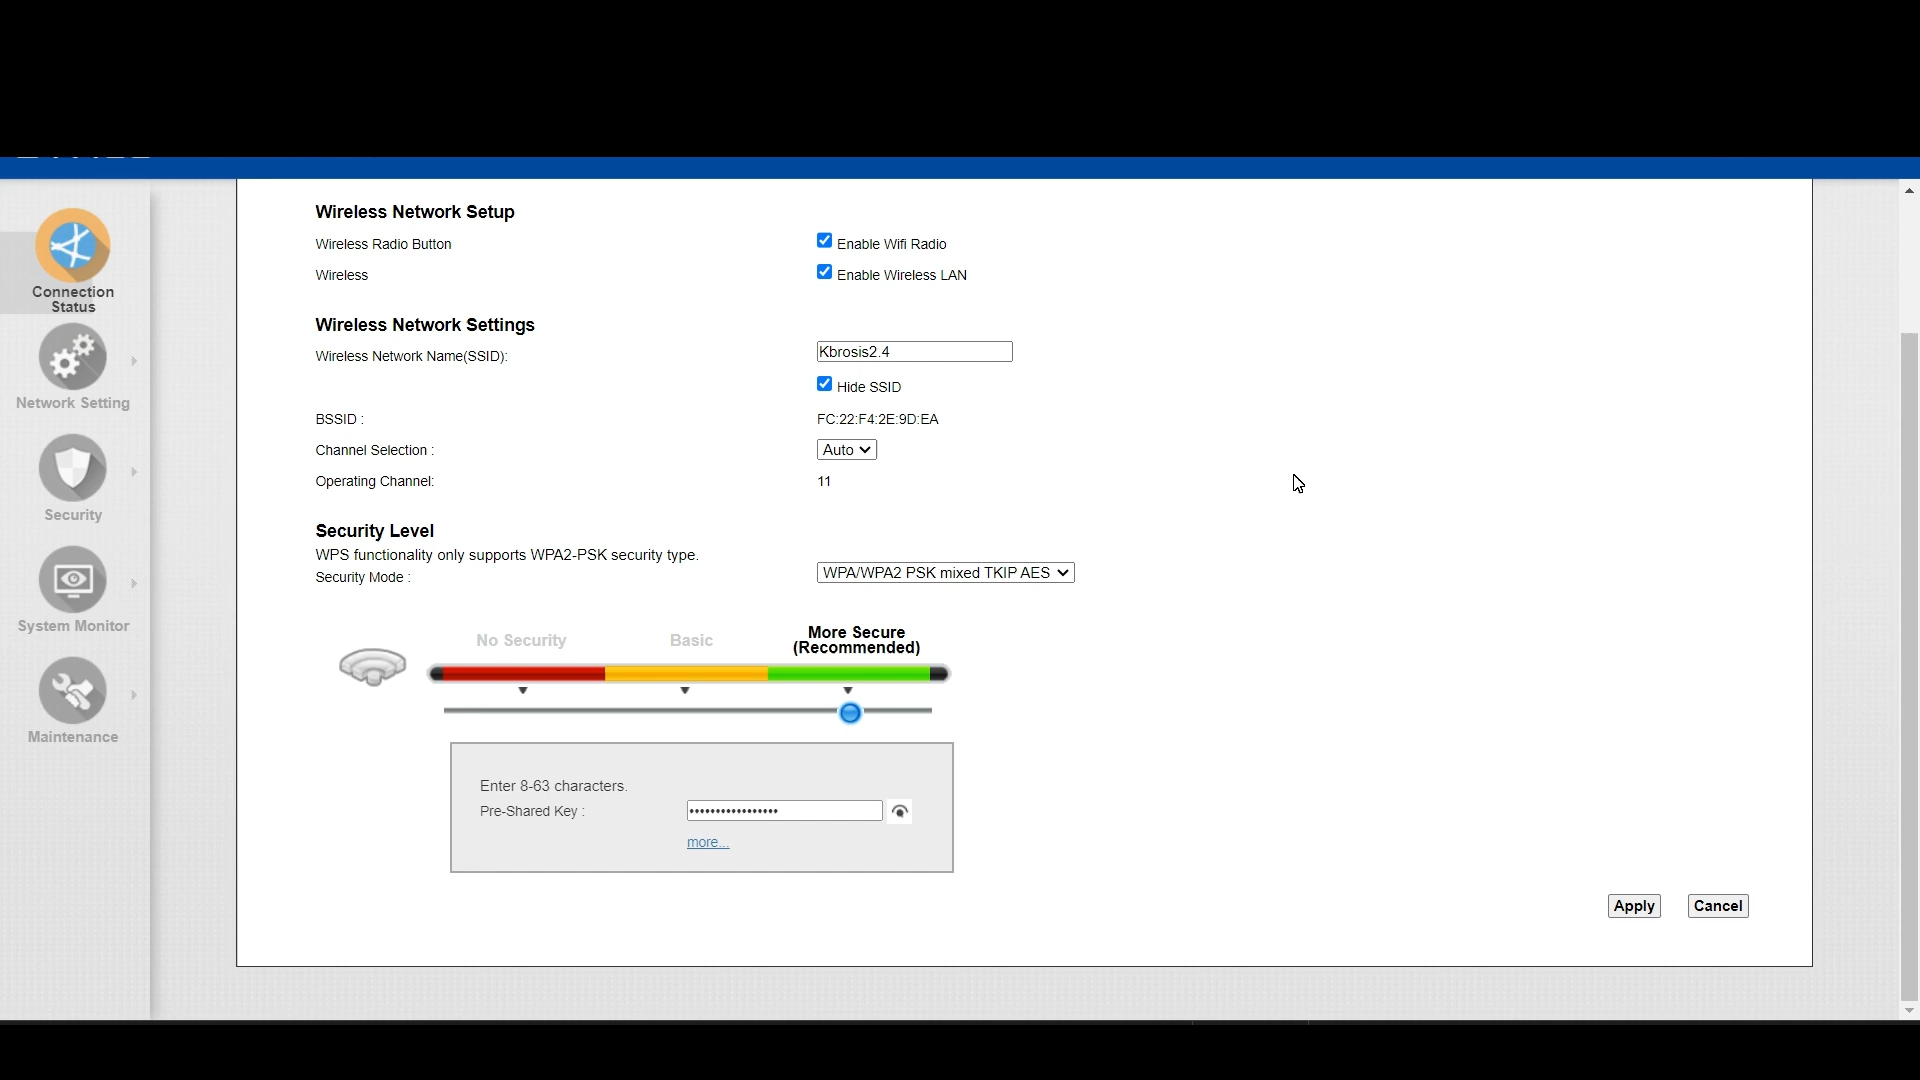 Wireless Network Setup
Wireless Radio Button
Enable Wifi Radio
Wireless
Enable Wireless LAN
Wireless Network Settings
Wireless Network Name(SSID):
Kbrosis2.4
Hide SSID
BSSID :
FC:22:F4:2E:9D:EA
Channel Selection :
Auto
Operating Channel:
11
Security Level
WPS functionality only supports WPA2-PSK security type.
Security Mode :
WPA/WPA2 PSK mixed TKIP AES
No Security
Basic
More Secure
(Recommended)
Enter 8-63 characters.
Pre-Shared Key :
•••••••••••••••••
more...
Apply
Cancel
Connection
Status
Network Setting
Security
System Monitor
Maintenance